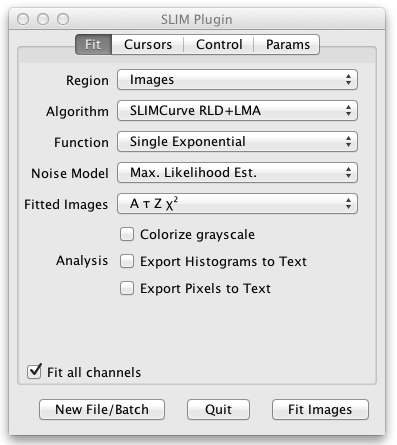 SLIM Plugin
Fit Cursors Control Params
Region Images
Algorithm SLIMCurve RLD+LMA
Function Single Exponential
Noise Model Max. Likelihood Est.
Fitted Images A τ Z χ²
Colorize grayscale
Analysis Export Histograms to Text
Export Pixels to Text
Fit all channels
New File/Batch Quit Fit Images